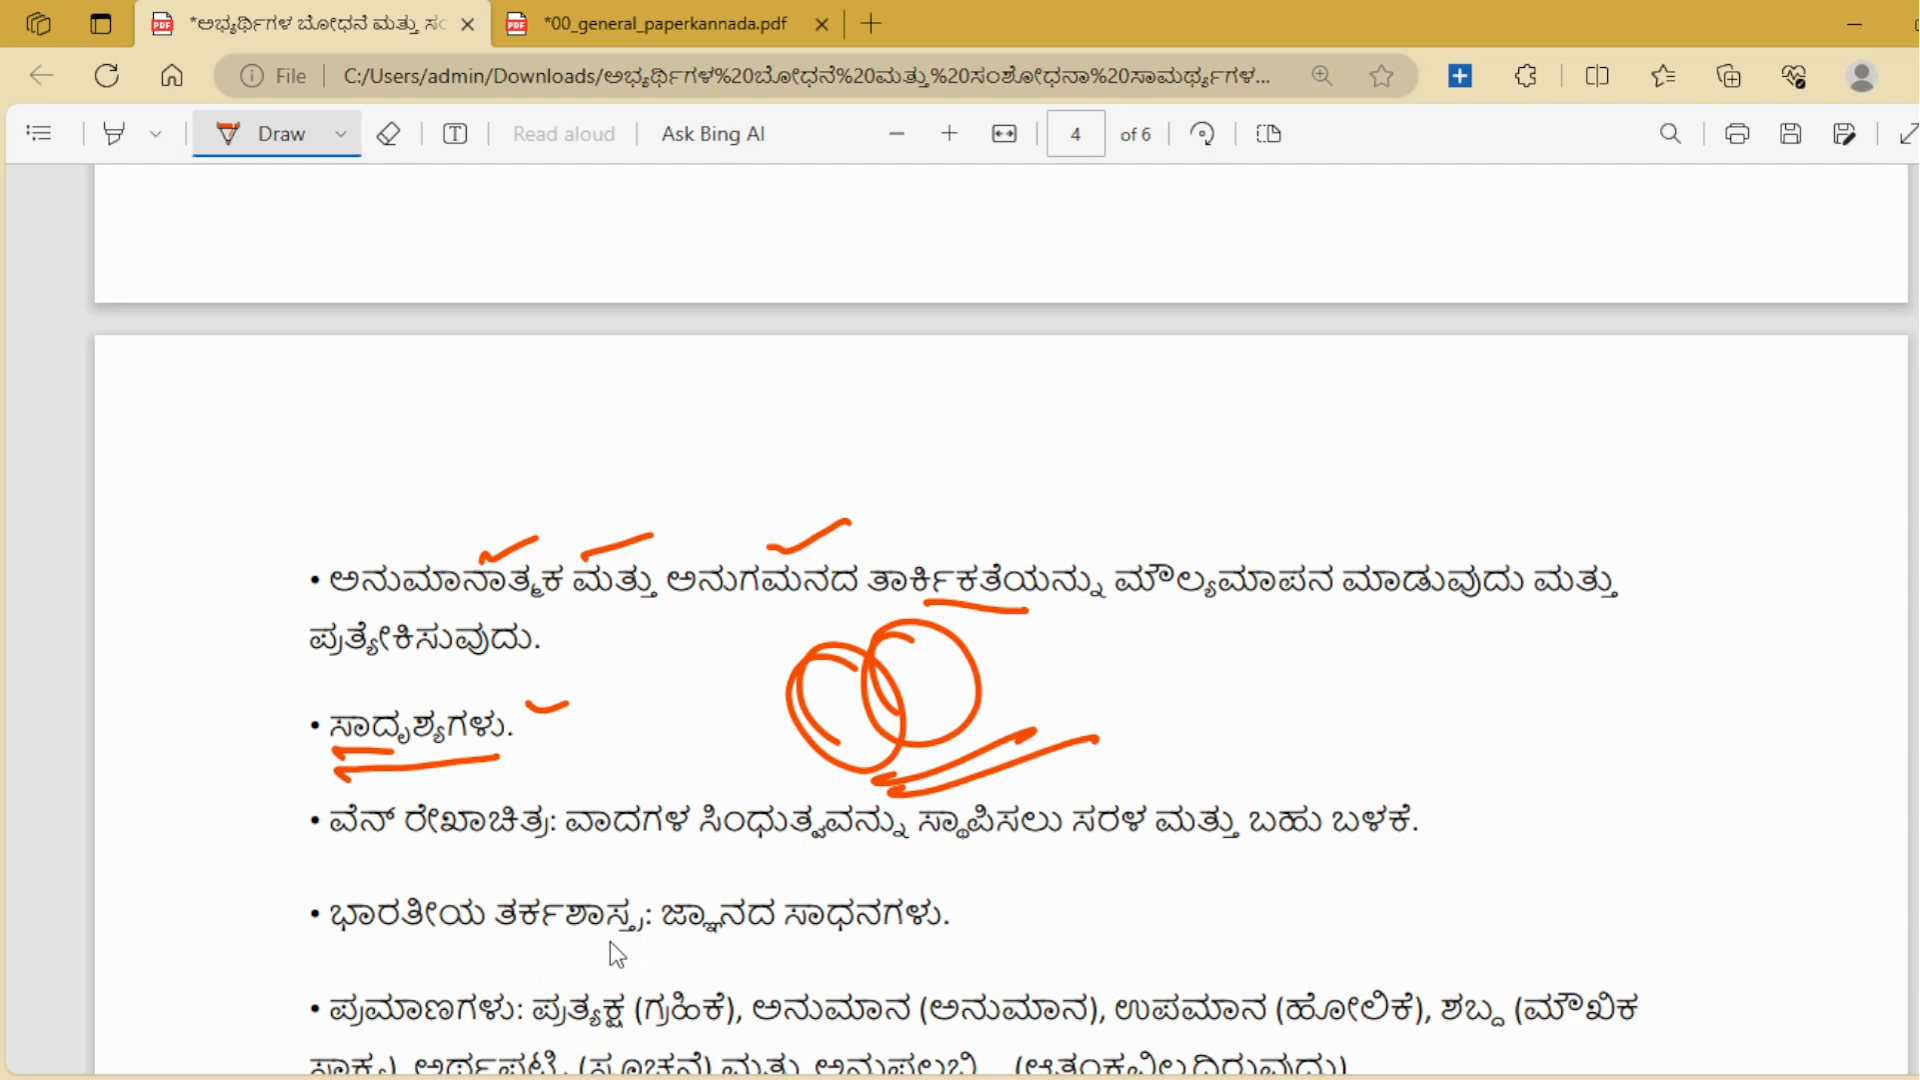 *ಅಭ್ಯರ್ಥಿಗಳ ಬೋಧನೆ ಮತ್ತು ಸಂ
*00_general_paperkannada.pdf
File
C:/Users/admin/Downloads/ಅಭ್ಯರ್ಥಿಗಳ%20ಬೋಧನೆ%20ಮತ್ತು%20ಸಂಶೋಧನಾ%20ಸಾಮರ್ಥ್ಯಗಳ...
Draw
Read aloud
Ask Bing AI
4 of 6
• ಅನುಮಾನಾತ್ಮಕ ಮತ್ತು ಅನುಗಮನದ ತಾರ್ಕಿಕತೆಯನ್ನು ಮೌಲ್ಯಮಾಪನ ಮಾಡುವುದು ಮತ್ತು
ಪ್ರತ್ಯೇಕಿಸುವುದು.
• ಸಾದೃಶ್ಯಗಳು.
• ವೆನ್ ರೇಖಾಚಿತ್ರ: ವಾದಗಳ ಸಿಂಧುತ್ವವನ್ನು ಸ್ಥಾಪಿಸಲು ಸರಳ ಮತ್ತು ಬಹು ಬಳಕೆ.
• ಭಾರತೀಯ ತರ್ಕಶಾಸ್ತ್ರ: ಜ್ಞಾನದ ಸಾಧನಗಳು.
• ಪ್ರಮಾಣಗಳು: ಪ್ರತ್ಯಕ್ಷ (ಗ್ರಹಿಕೆ), ಅನುಮಾನ (ಅನುಮಾನ), ಉಪಮಾನ (ಹೋಲಿಕೆ), ಶಬ್ದ (ಮೌಖಿಕ
(ಸೂಚನೆ) ಮತ್ತು